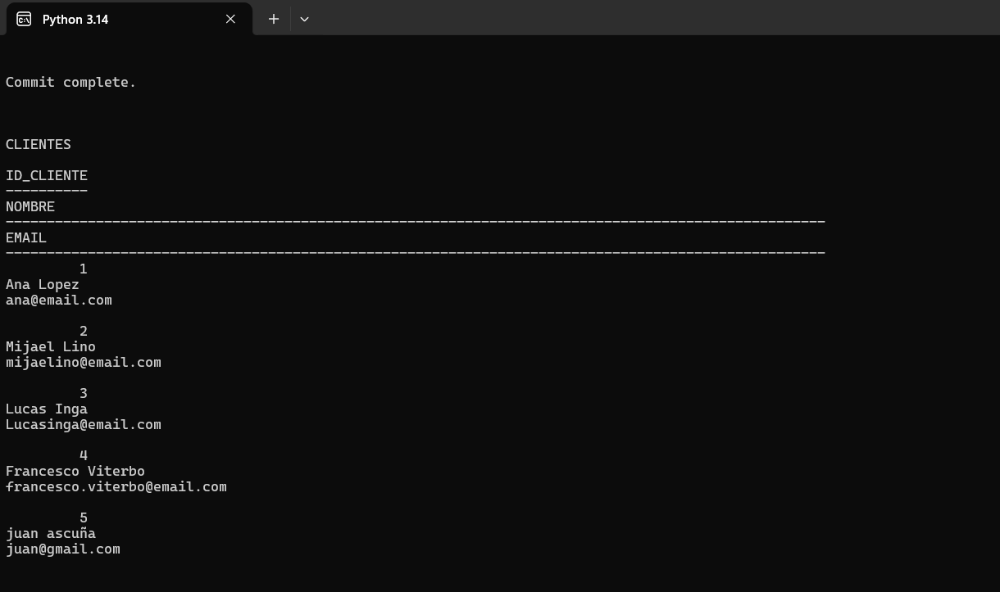 Python 3.14
Commit complete.
CLIENTES
ID_CLIENTE
----------
NOMBRE
----------------------------------------------------------------------------------------------------
EMAIL
----------------------------------------------------------------------------------------------------
1
Ana Lopez
ana@email.com
2
Mijael Lino
mijaelino@email.com
3
Lucas Inga
Lucasinga@email.com
4
Francesco Viterbo
francesco.viterbo@email.com
5
juan ascuña
juan@gmail.com